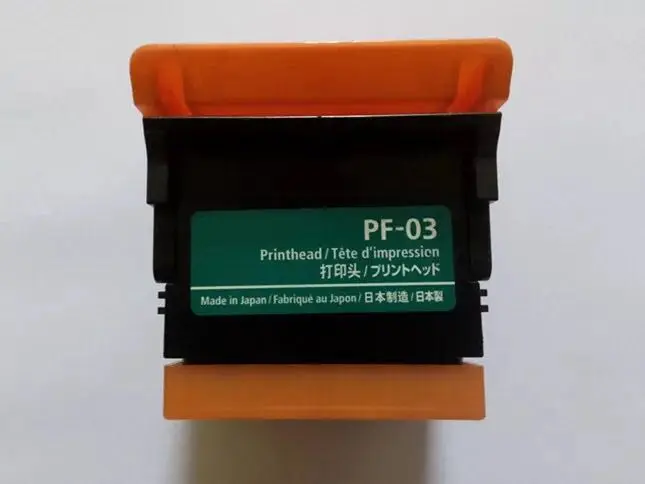 PF-03
Printhead / Tête d'impression
打印头 / プリントヘッド
Made in Japan / Fabriqué au Japon / 日本制造 / 日本製